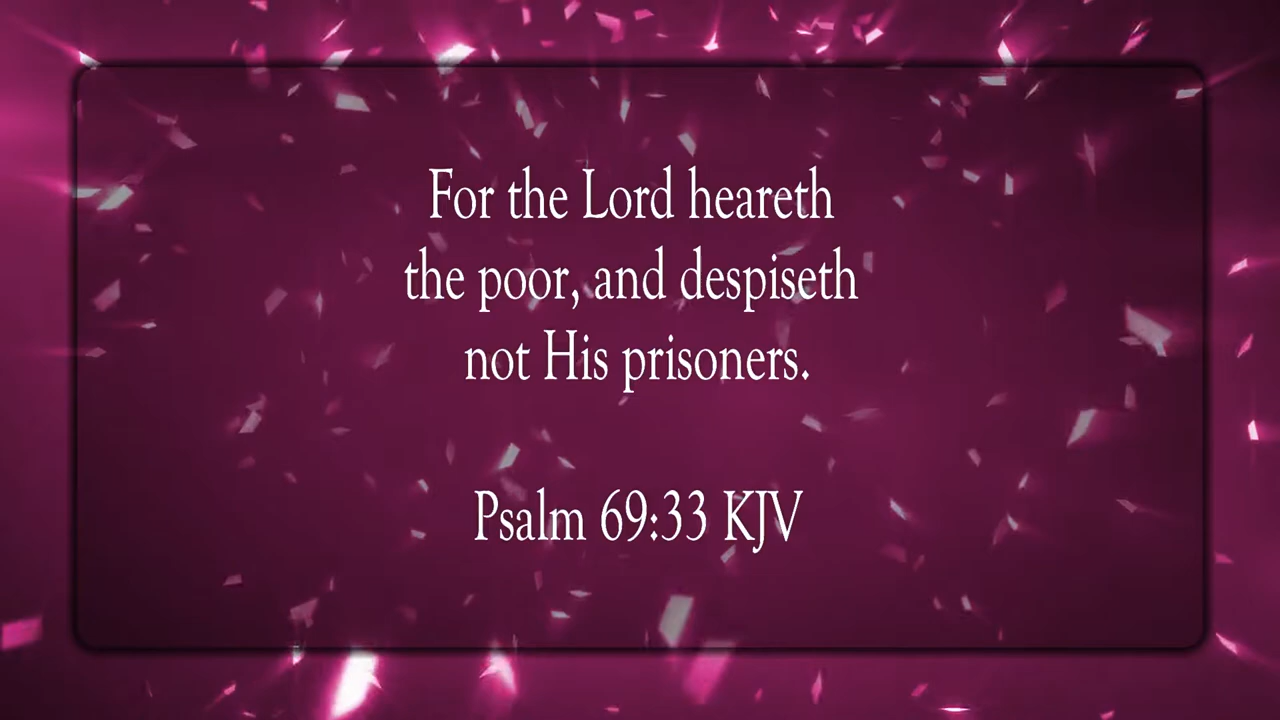 For the Lord heareth
the poor, and despiseth
not His prisoners.
Psalm 69:33 KJV